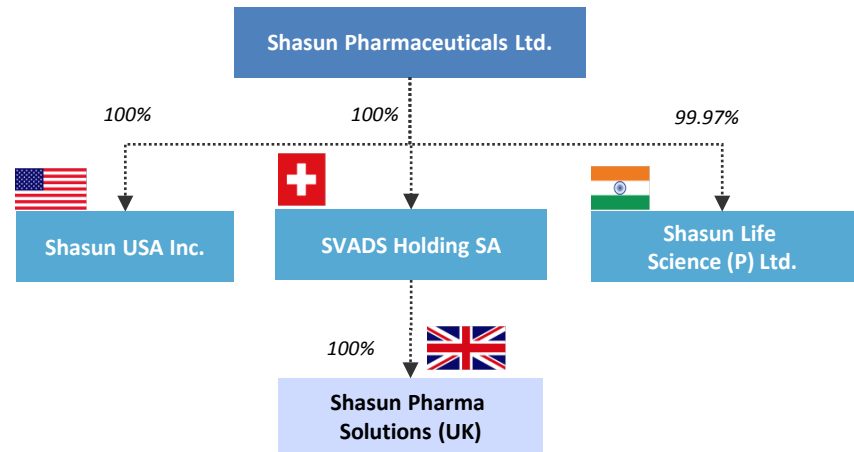 Shasun Pharmaceuticals Ltd.
100%
100%
99.97%
Shasun USA Inc.
SVADS Holding SA
Shasun Life
Science (P) Ltd.
100%
Shasun Pharma
Solutions (UK)